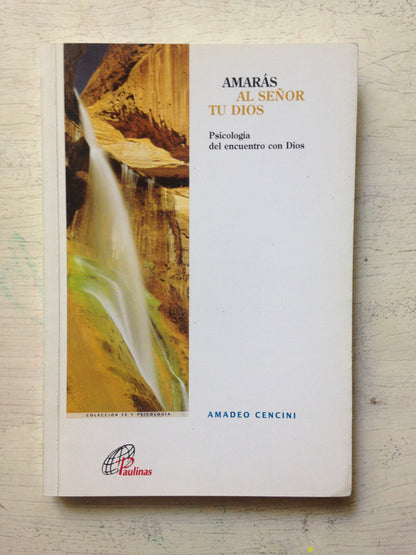 AMARÁS
AL SEÑOR
TU DIOS
Psicología
del encuentro con Dios
COLECCIÓN FE Y PSICOLOGÍA
AMADEO CENCINI
Paulinas